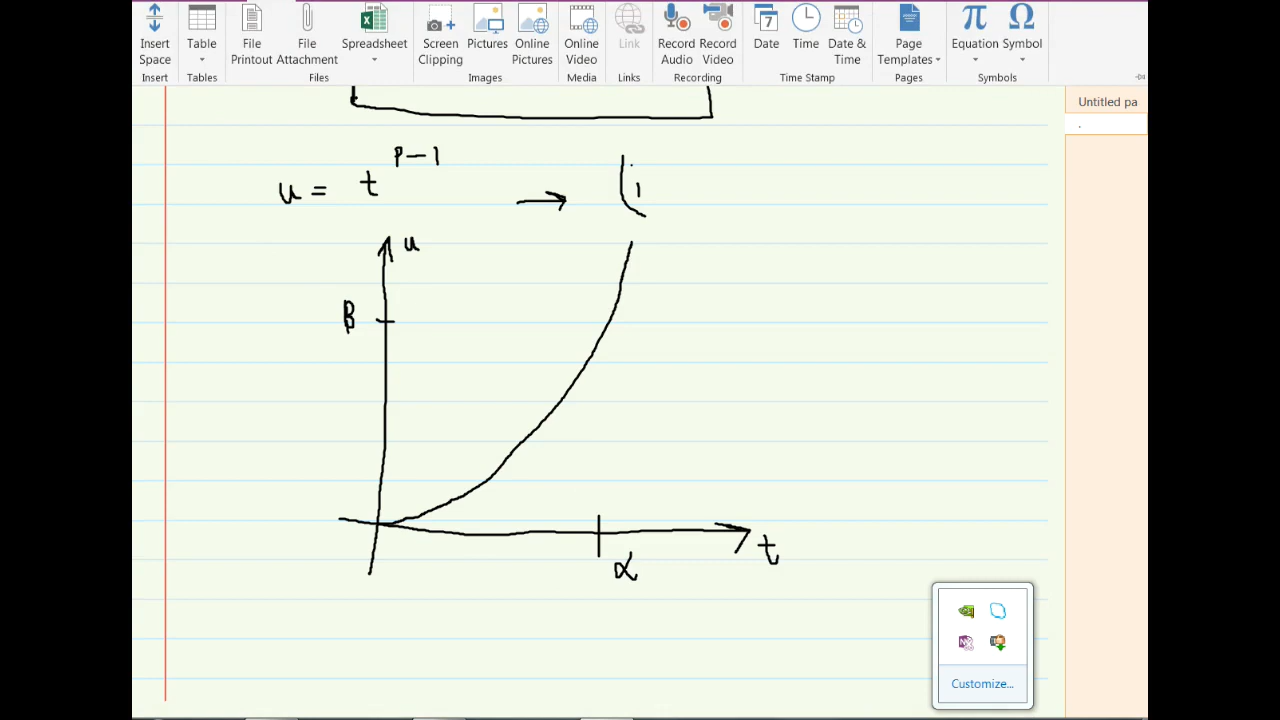 Insert Space
Table
File Printout
File Attachment
Spreadsheet
Screen Clipping
Pictures
Online Pictures
Online Video
Link
Record Audio
Record Video
Date
Time
Date & Time
Page Templates
Equation
Symbol
Insert
Tables
Files
Images
Media
Links
Recording
Time Stamp
Pages
Symbols
Untitled pa
.
u = t^{p-1} →
u
β
α
t
Customize...